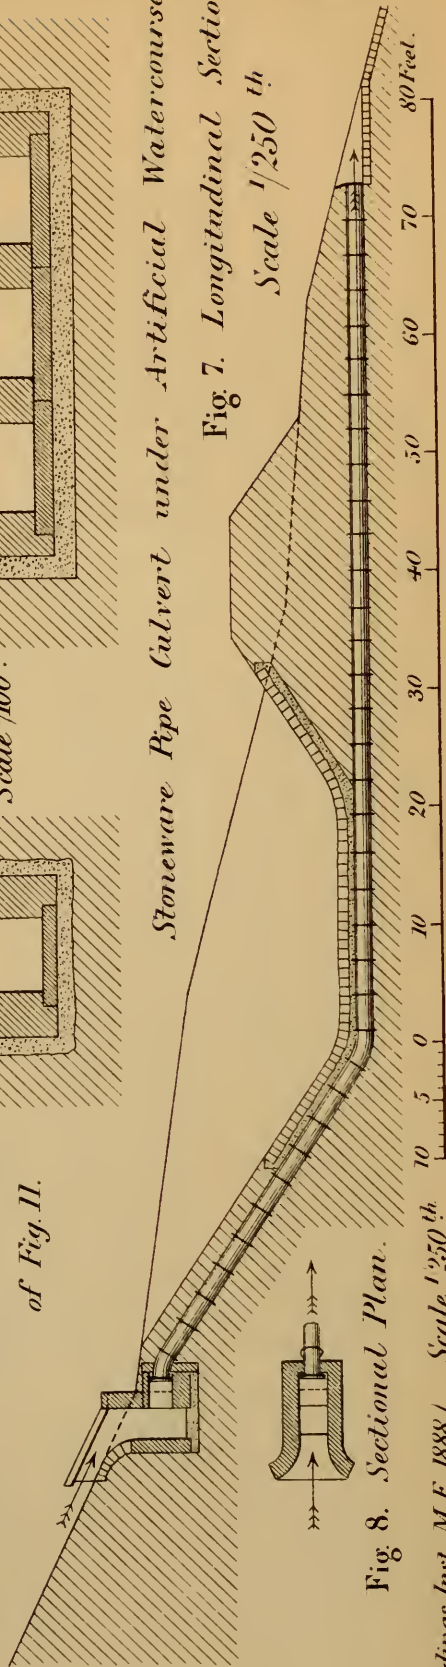 Scale 1/100.
of Fig. 11.
Stoneware Pipe Culvert under Artificial
Fig. 7. Longitudinal
Scale 1/250 th
Fig. 8. Sectional Plan.
10 5 0 10 20 30 40 50 60 70 80 Feet.
Inst. M.E. 1888.) Scale 1/250 th